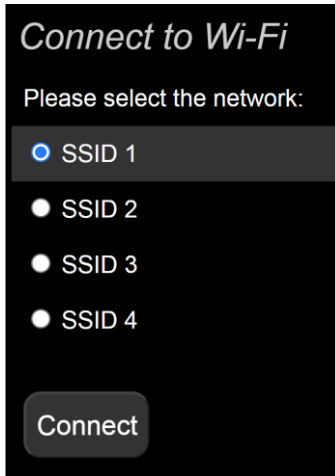 Connect to Wi-Fi
Please select the network:
SSID 1
SSID 2
SSID 3
SSID 4
Connect